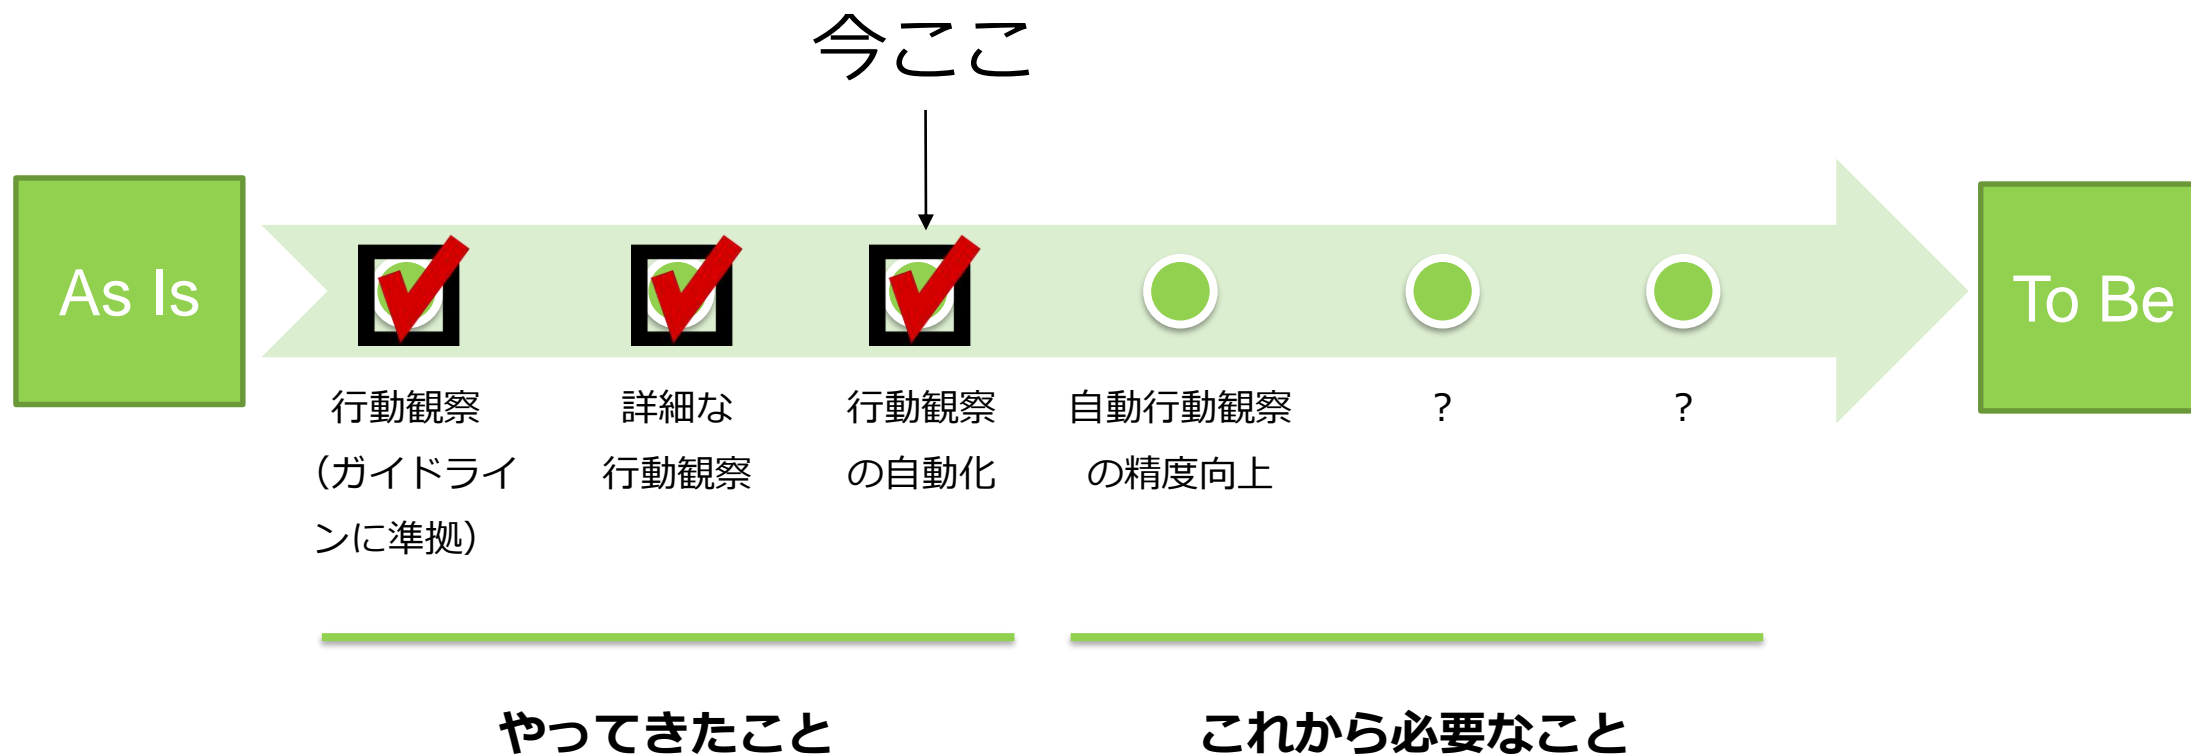 今ここ
As Is
To Be
行動観察
（ガイドライ
ンに準拠）
詳細な
行動観察
行動観察
の自動化
自動行動観察
の精度向上
？
？
やってきたこと
これから必要なこと